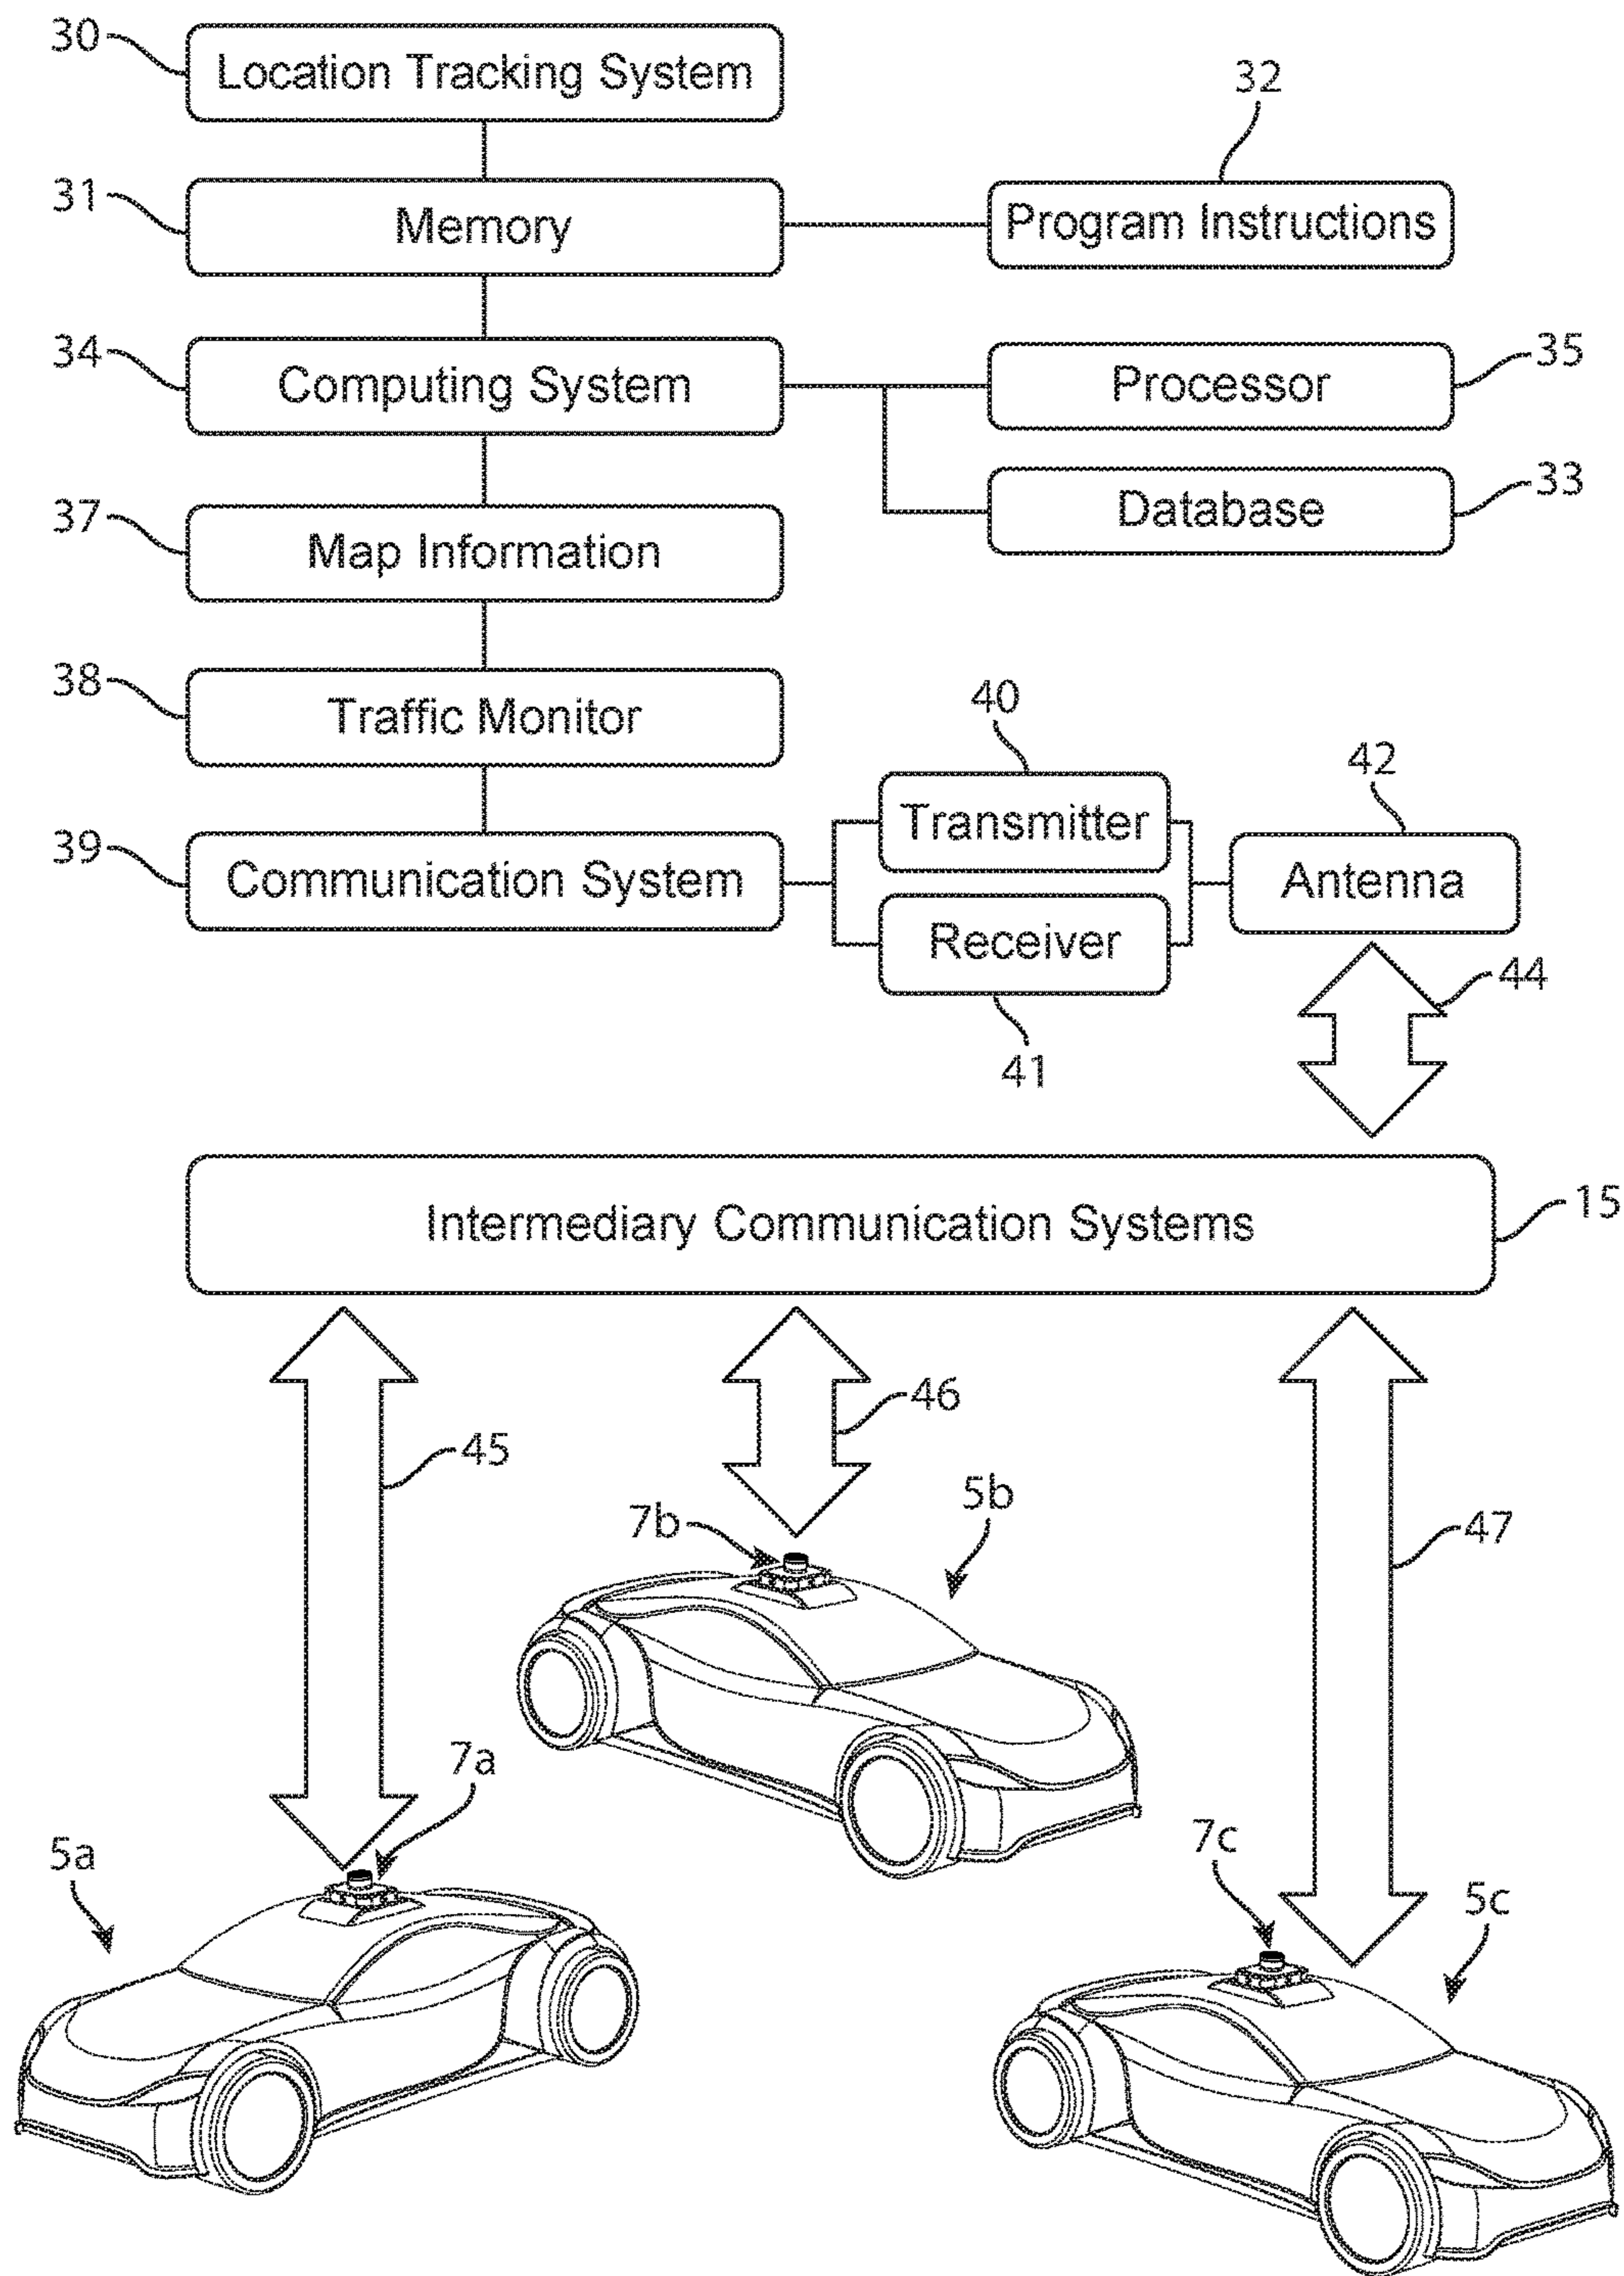 30
Location Tracking System
32
31
Memory
Program Instructions
34
Computing System
Processor
35
37
Map Information
Database
33
38
Traffic Monitor
40
42
39
Communication System
Transmitter
Antenna
Receiver
44
41
Intermediary Communication Systems
15
46
45
5b
7b
47
7a
5a
7c
5c